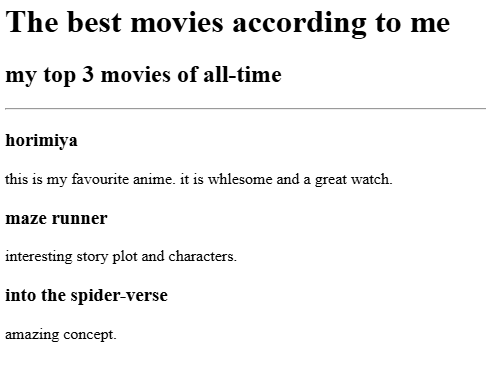 The best movies according to me
my top 3 movies of all-time
horimiya
this is my favourite anime. it is whlesome and a great watch.
maze runner
interesting story plot and characters.
into the spider-verse
amazing concept.